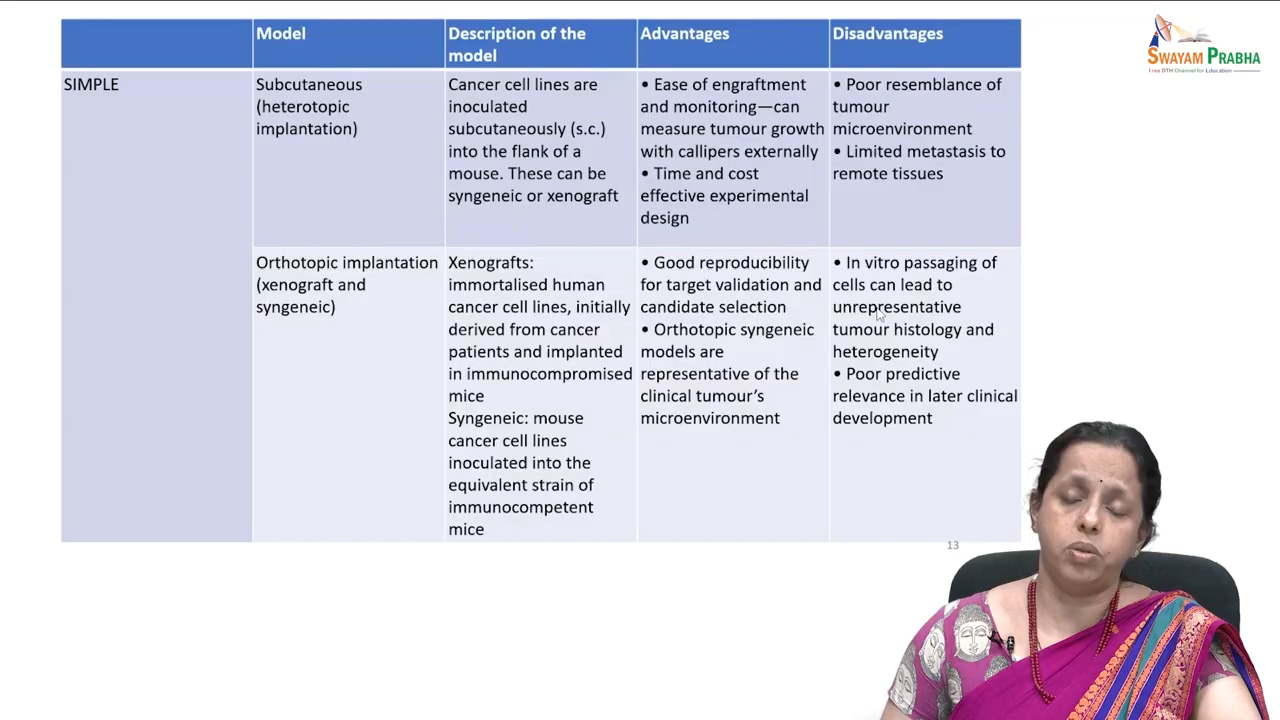 Model
Description of the
model
Advantages
Disadvantages
SIMPLE
Subcutaneous
(heterotopic
implantation)
Cancer cell lines are
inoculated
subcutaneously (s.c.)
into the flank of a
mouse. These can be
syngeneic or xenograft
• Ease of engraftment
and monitoring—can
measure tumour growth
with callipers externally
• Time and cost
effective experimental
design
• Poor resemblance of
tumour
microenvironment
• Limited metastasis to
remote tissues
Orthotopic implantation
(xenograft and
syngeneic)
Xenografts:
immortalised human
cancer cell lines, initially
derived from cancer
patients and implanted
in immunocompromised
mice
Syngeneic: mouse
cancer cell lines
inoculated into the
equivalent strain of
immunocompetent
mice
• Good reproducibility
for target validation and
candidate selection
• Orthotopic syngeneic
models are
representative of the
clinical tumour’s
microenvironment
• In vitro passaging of
cells can lead to
unrepresentative
tumour histology and
heterogeneity
• Poor predictive
relevance in later clinical
development
13
SWAYAM PRABHA
Free DTH Channel for Education